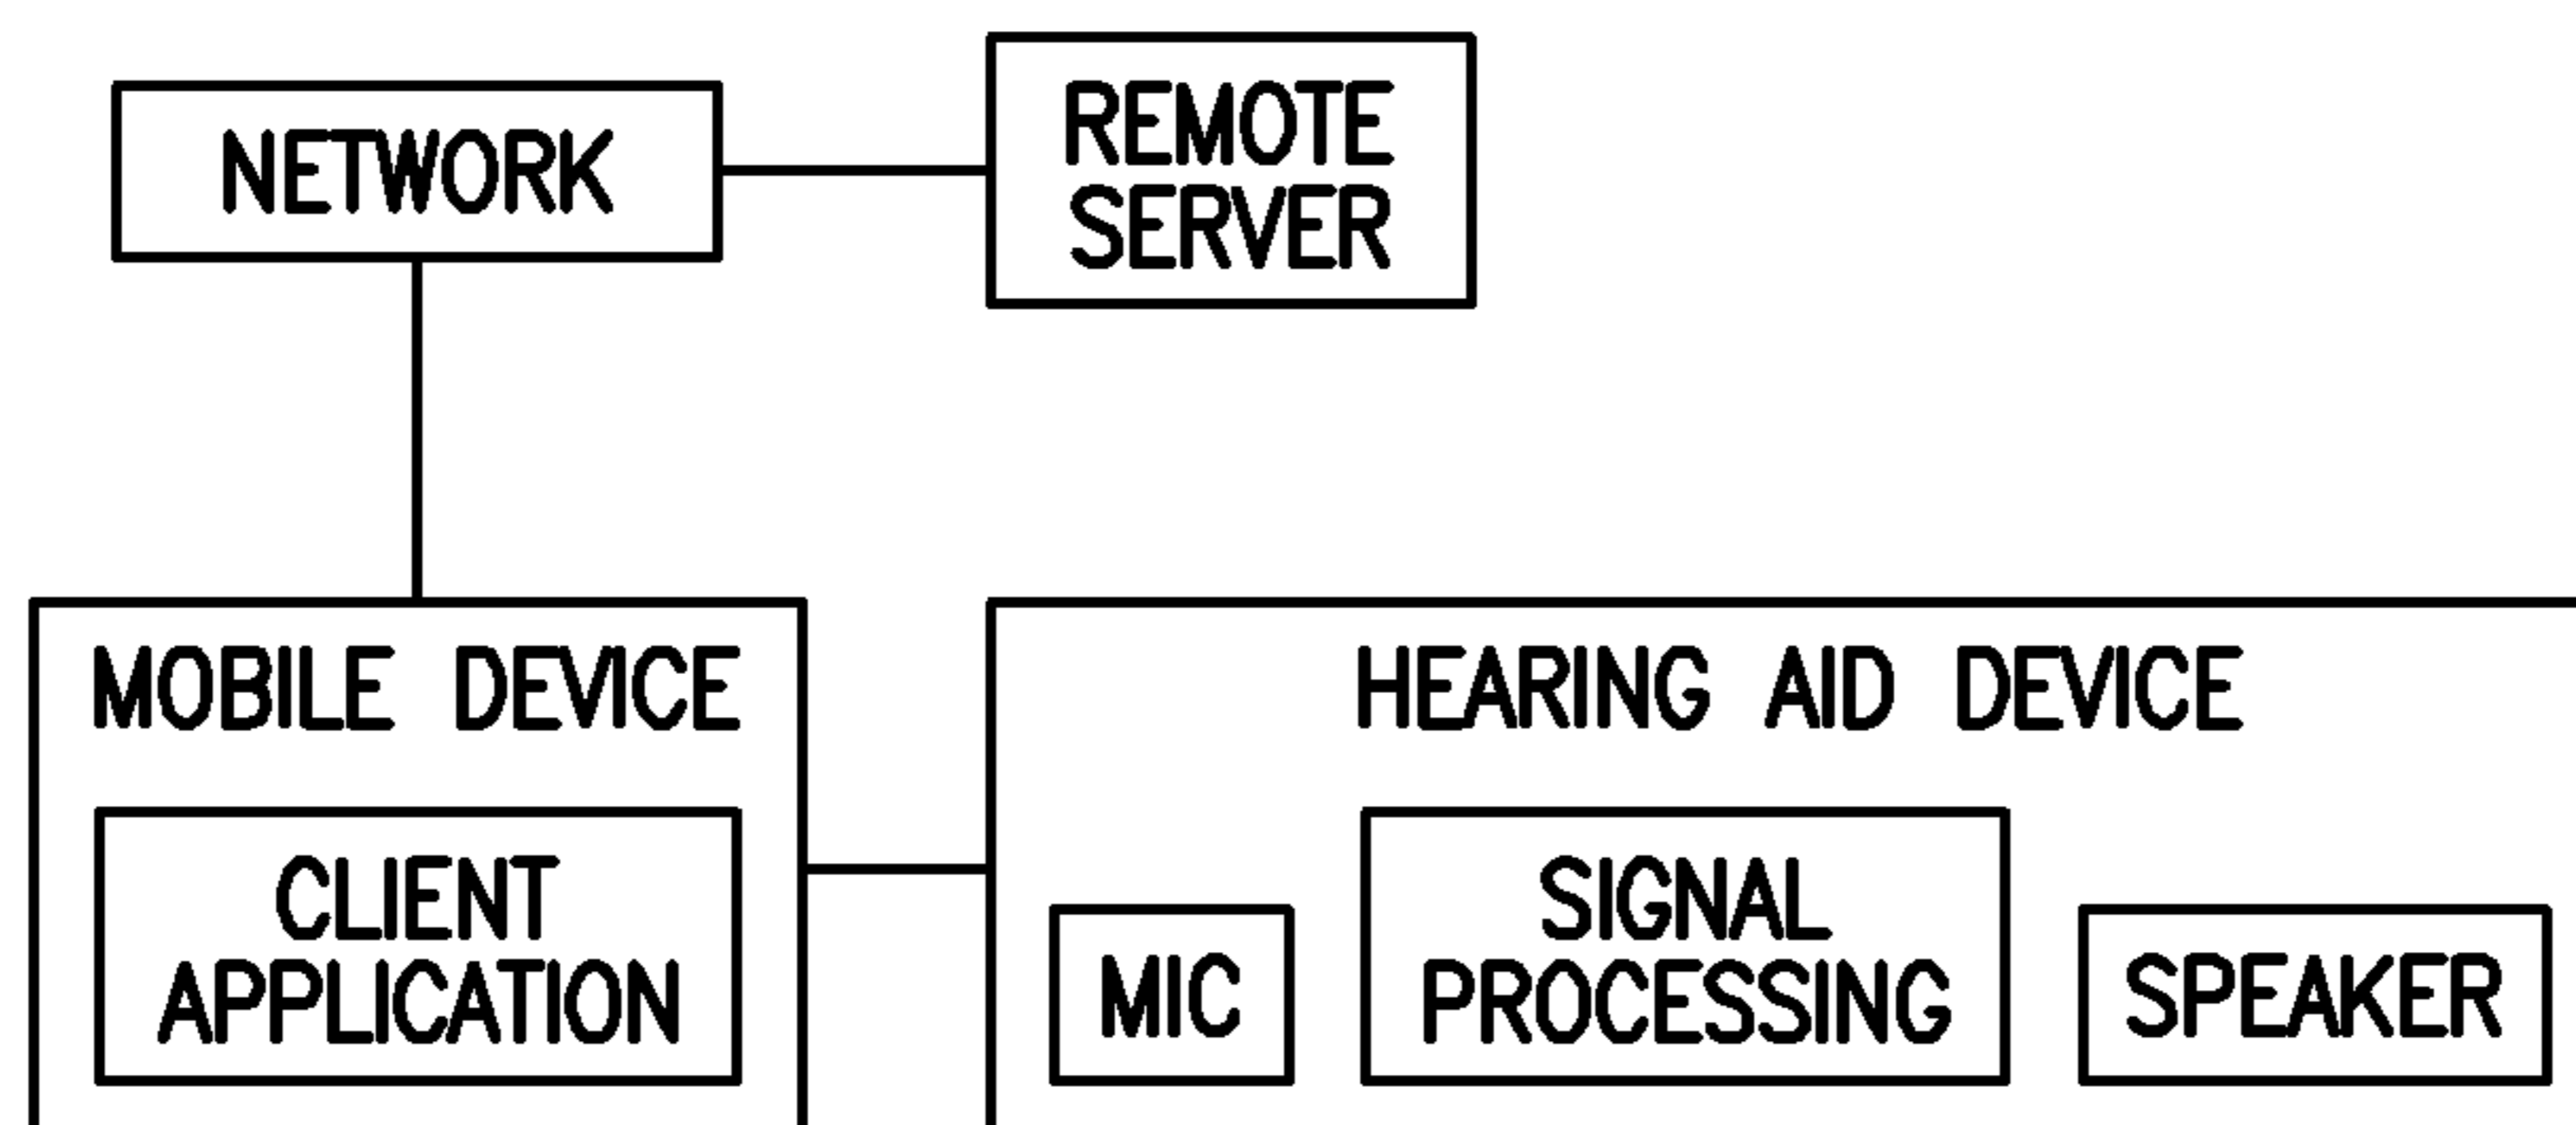 NETWORK
REMOTE
SERVER
MOBILE DEVICE
CLIENT
APPLICATION
HEARING AID DEVICE
MIC
SIGNAL
PROCESSING
SPEAKER